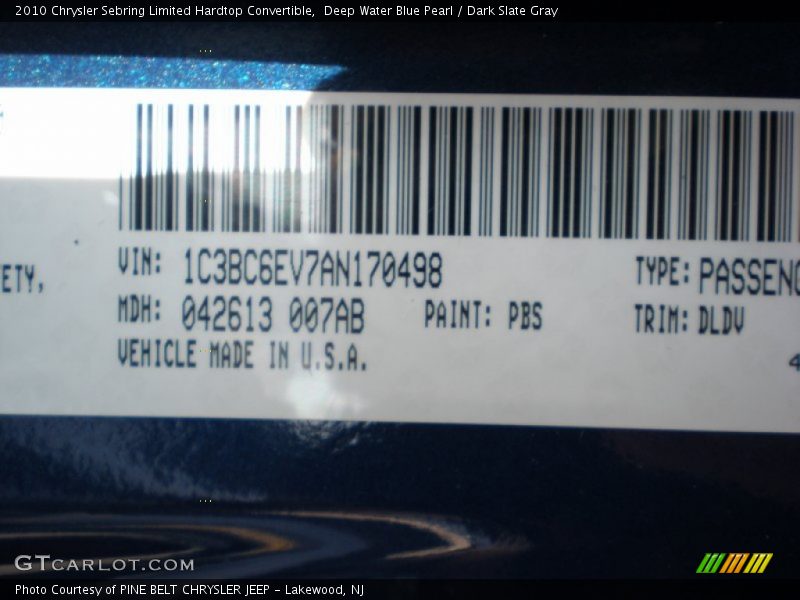 2010 Chrysler Sebring Limited Hardtop Convertible,  Deep Water Blue Pearl / Dark Slate Gray
ETY,
VIN: 1C3BC6EV7AN170498
TYPE: PASSENG
MDH: 042613 007AB
PAINT: PBS
TRIM: DLDV
VEHICLE MADE IN U.S.A.
4
GTCARLOT.COM
Photo Courtesy of PINE BELT CHRYSLER JEEP - Lakewood, NJ